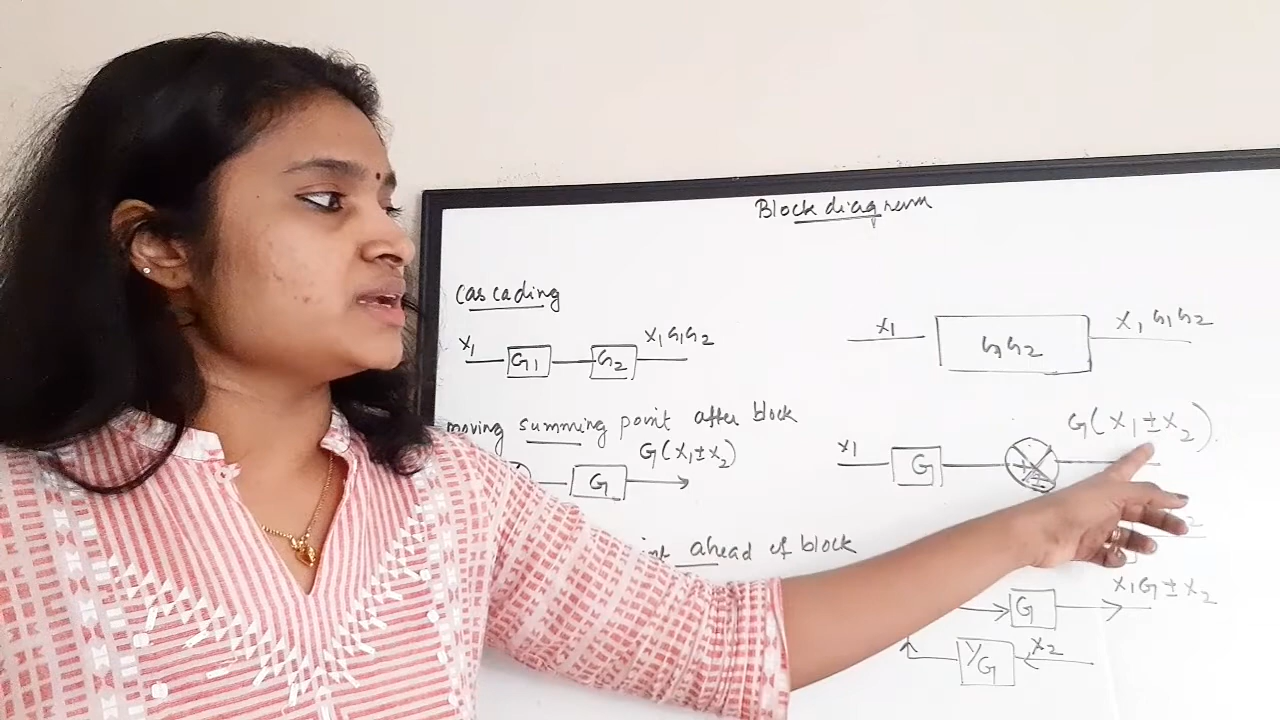 Block diagram
Cascading
X1 G1 G2 X1G1G2
X1 G1G2 X1G1G2
moving summing point after block
G G(X1±X2)
X1 G G(X1±X2)
ahead of block
G X1G±X2
1/G X2